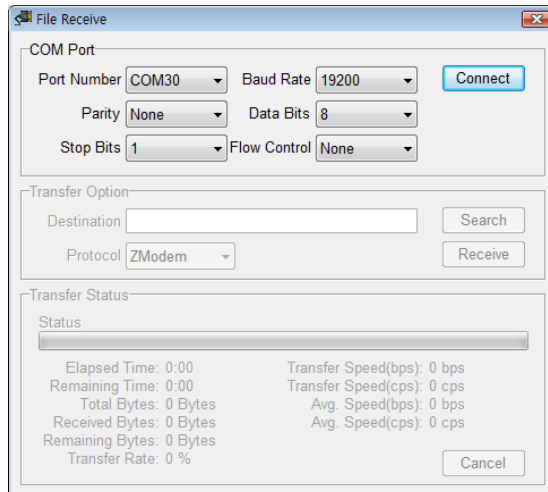 File Receive
COM Port
Port Number COM30 Baud Rate 19200 Connect
Parity None Data Bits 8
Stop Bits 1 Flow Control None
Transfer Option
Destination Search
Protocol ZModem Receive
Transfer Status
Status
Elapsed Time: 0:00 Transfer Speed(bps): 0 bps
Remaining Time: 0:00 Transfer Speed(cps): 0 cps
Total Bytes: 0 Bytes Avg. Speed(bps): 0 bps
Received Bytes: 0 Bytes Avg. Speed(cps): 0 cps
Remaining Bytes: 0 Bytes
Transfer Rate: 0 %
Cancel